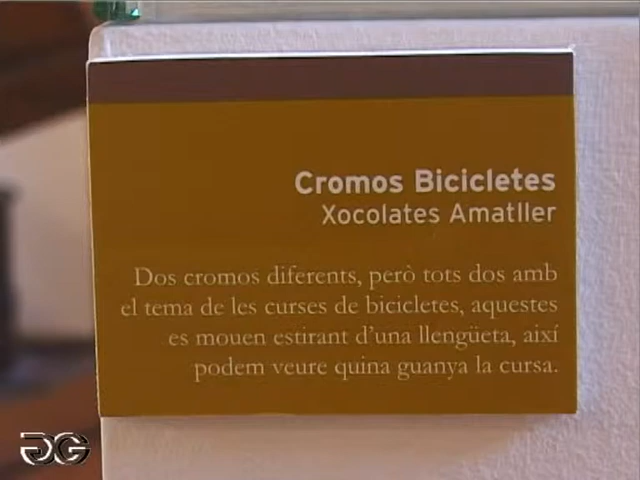 Cromos Bicicletes
Xocolates Amatller
Dos cromos diferents, però tots dos amb
el tema de les curses de bicicletes, aquestes
es mouen estirant d'una llengüeta, així
podem veure quina guanya la cursa.
GG